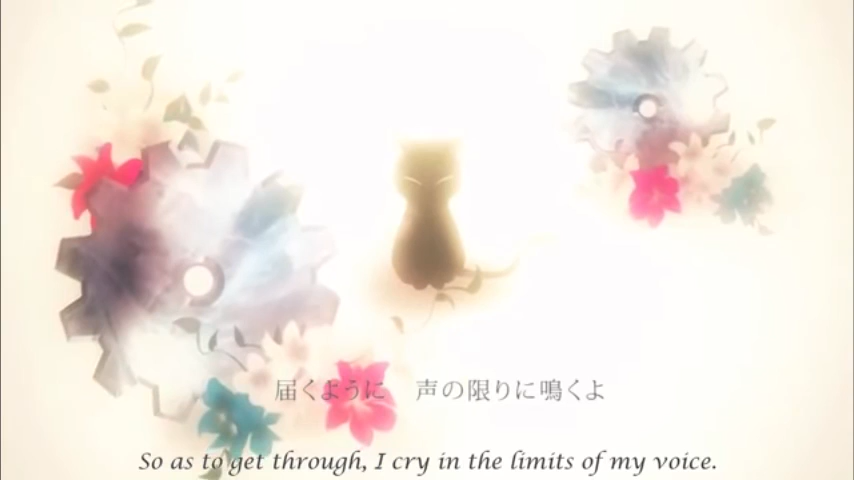 届くように　声の限りに鳴くよ
So as to get through, I cry in the limits of my voice.